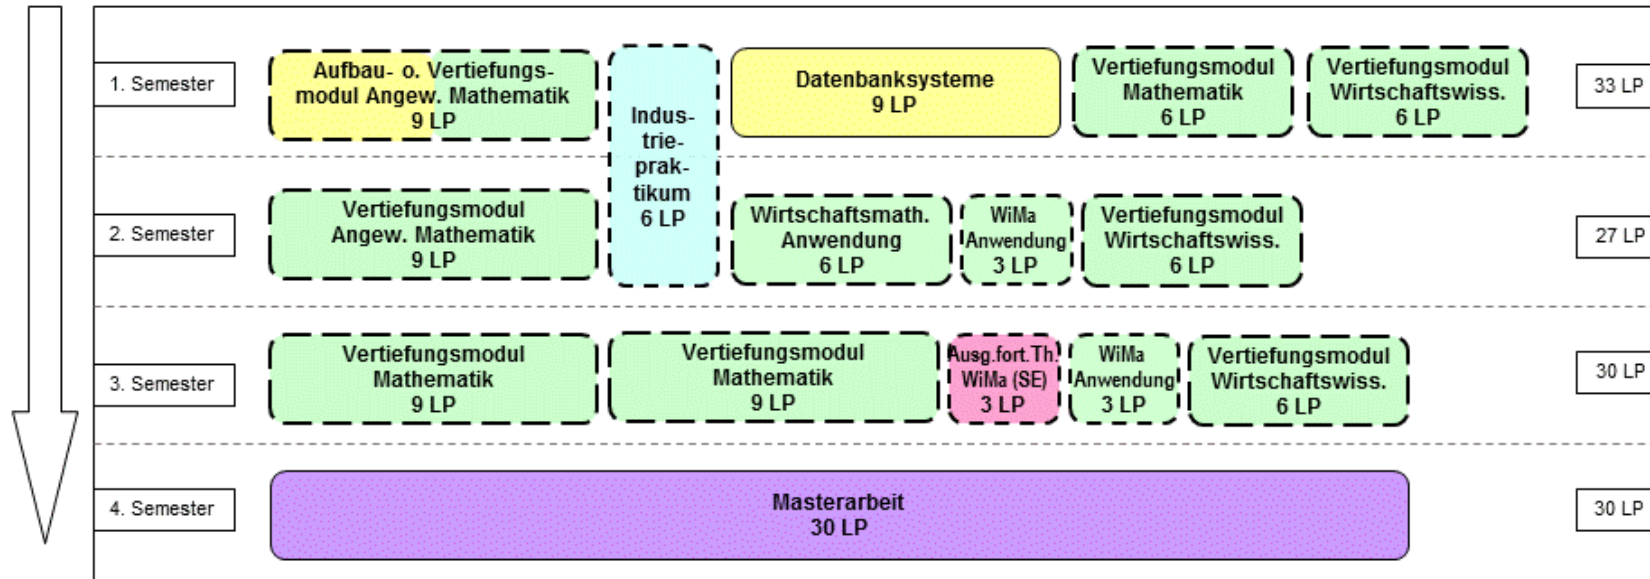 1. Semester
Aufbau- o. Vertiefungs-
modul Angew. Mathematik
9 LP
Indus-
trie-
prak-
tikum
6 LP
Datenbanksysteme
9 LP
Vertiefungsmodul
Mathematik
6 LP
Vertiefungsmodul
Wirtschaftswiss.
6 LP
33 LP
2. Semester
Vertiefungsmodul
Angew. Mathematik
9 LP
Wirtschaftsmath.
Anwendung
6 LP
WiMa
Anwendung
3 LP
Vertiefungsmodul
Wirtschaftswiss.
6 LP
27 LP
3. Semester
Vertiefungsmodul
Mathematik
9 LP
Vertiefungsmodul
Mathematik
9 LP
Ausg.fort.Th.
WiMa (SE)
3 LP
WiMa
Anwendung
3 LP
Vertiefungsmodul
Wirtschaftswiss.
6 LP
30 LP
4. Semester
Masterarbeit
30 LP
30 LP